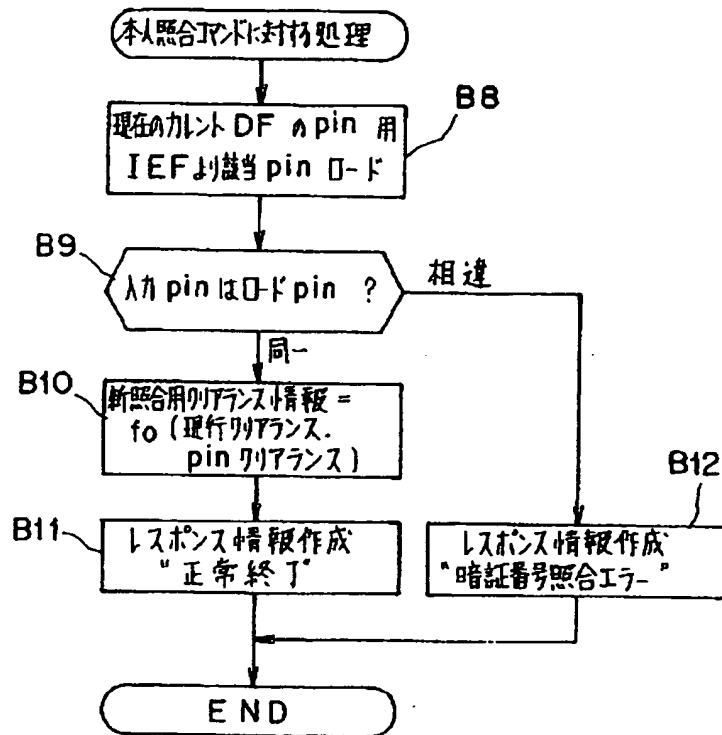 本人照合コマンドに対する処理
B8
現在のカレントDFのpin用
IEFより該当pinロード
B9
入力pinはロードpin ?
相違
同一
B10
新照合用クリアランス情報 =
fo (現行クリアランス.
pinクリアランス)
B11
レスポンス情報作成
"正常終了"
B12
レスポンス情報作成
"暗証番号照合エラー"
END